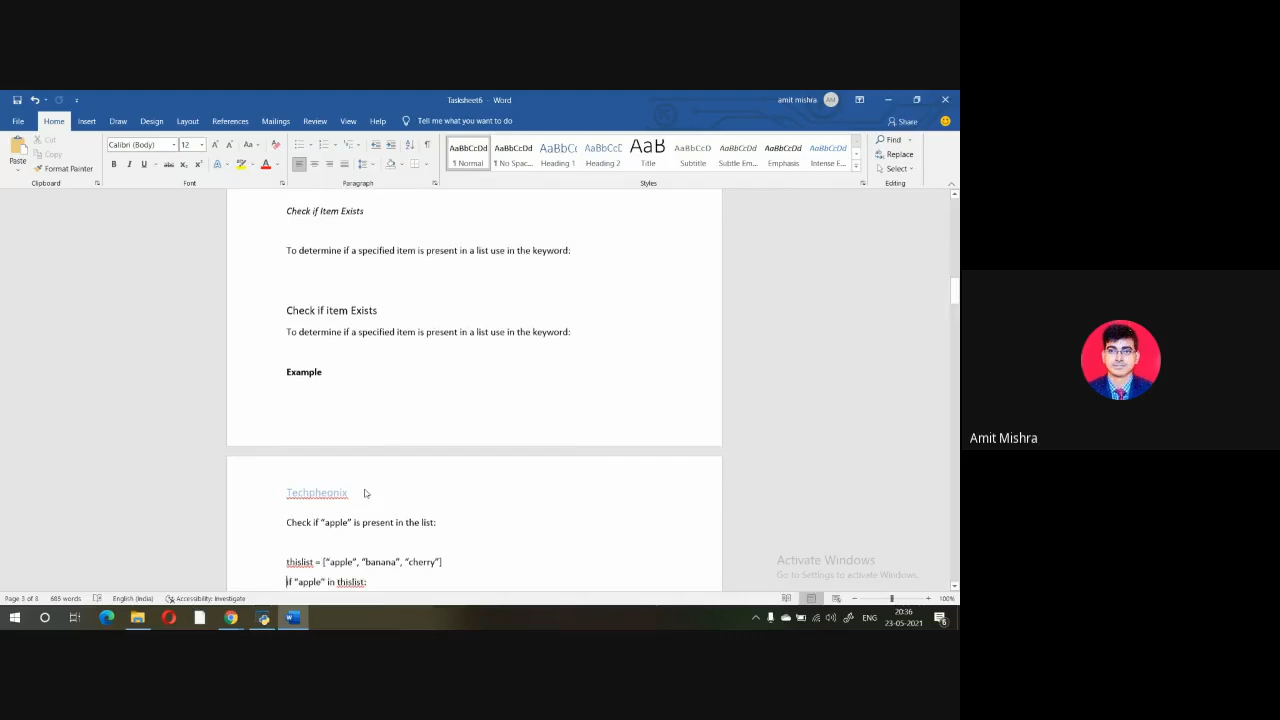 Tasksheet6 - Word
amit mishra AM
File Home Insert Draw Design Layout References Mailings Review View Help Tell me what you want to do Share
Paste Cut Copy Format Painter
Calibri (Body) 12
AaBbCcDd AaBbCcDd AaBbC( AaBbCcD AaB AaBbCcD AaBbCcDd AaBbCcDd AaBbCcDd
¶ Normal ¶ No Spac... Heading 1 Heading 2 Title Subtitle Subtle Em... Emphasis Intense E...
Find
Replace
Select
Clipboard Font Paragraph Styles Editing
Check if Item Exists
To determine if a specified item is present in a list use in the keyword:
Check if item Exists
To determine if a specified item is present in a list use in the keyword:
Example
Techpheonix
Check if “apple” is present in the list:
thislist = [“apple”, “banana”, “cherry”]
if “apple” in thislist:
Activate Windows
Go to Settings to activate Windows.
Page 3 of 8 685 words English (India) Accessibility: Investigate 100%
ENG 20:36
23-05-2021
Amit Mishra